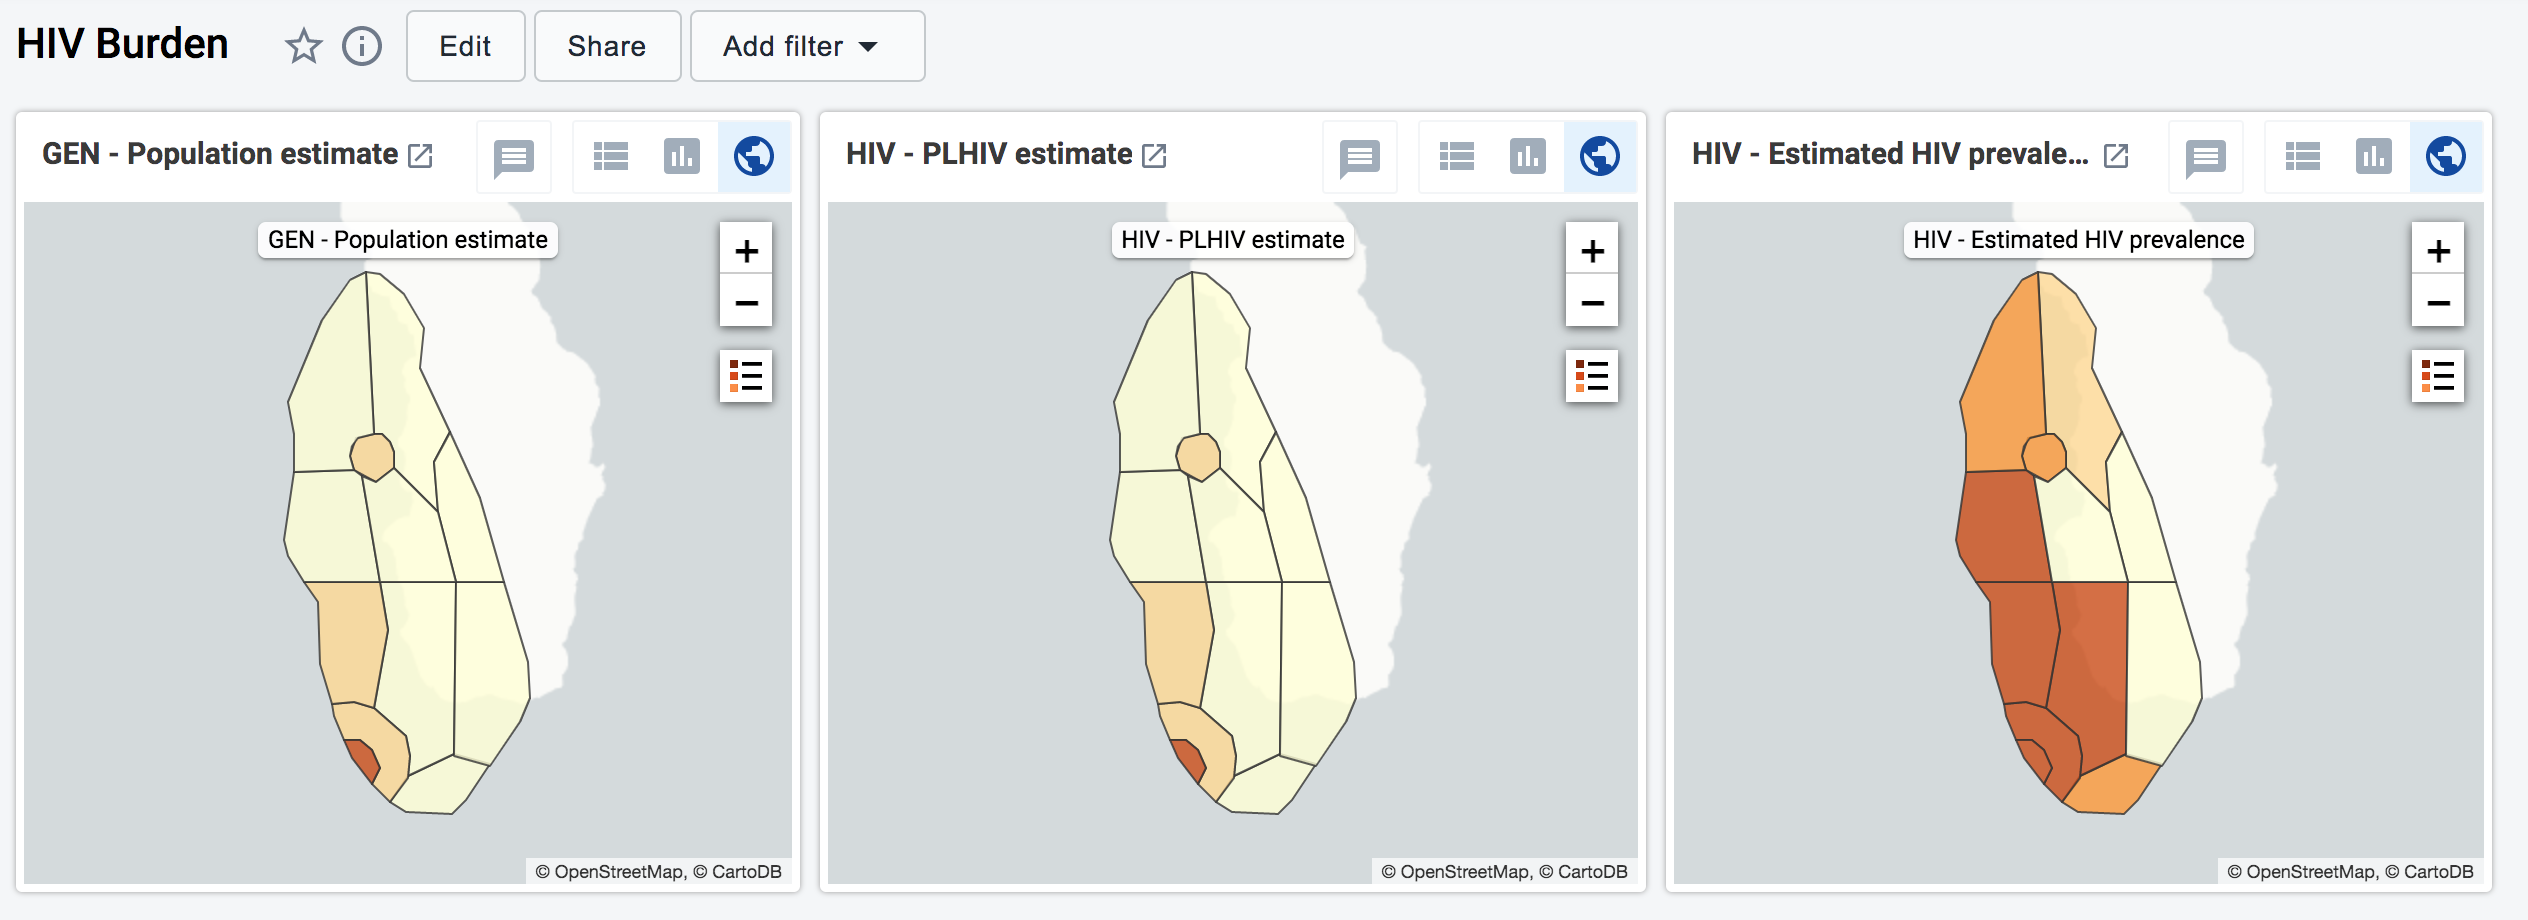 HIV Burden
Edit
Share
Add filter
GEN - Population estimate
HIV - PLHIV estimate
HIV - Estimated HIV prevale...
GEN - Population estimate
HIV - PLHIV estimate
HIV - Estimated HIV prevalence
+
−
+
−
+
−
© OpenStreetMap, © CartoDB
© OpenStreetMap, © CartoDB
© OpenStreetMap, © CartoDB